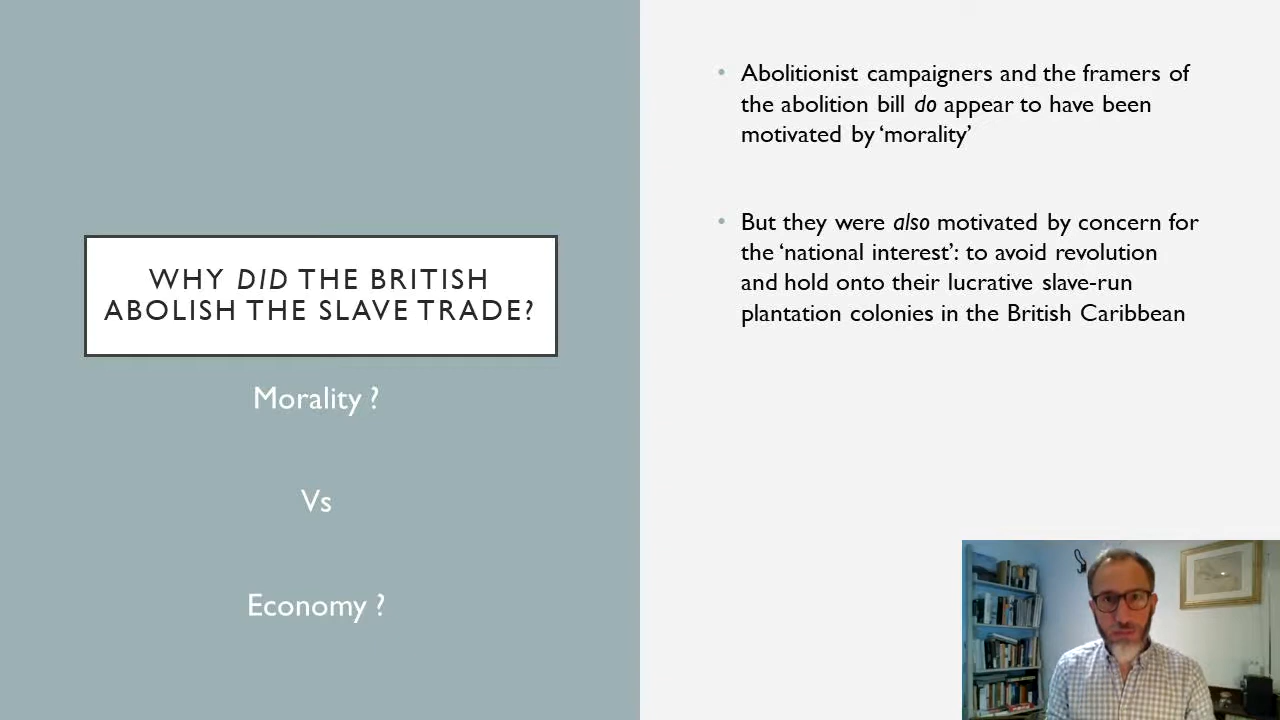 WHY DID THE BRITISH
ABOLISH THE SLAVE TRADE?
Morality ?
Vs
Economy ?
• Abolitionist campaigners and the framers of
the abolition bill do appear to have been
motivated by ‘morality’
• But they were also motivated by concern for
the ‘national interest’: to avoid revolution
and hold onto their lucrative slave-run
plantation colonies in the British Caribbean